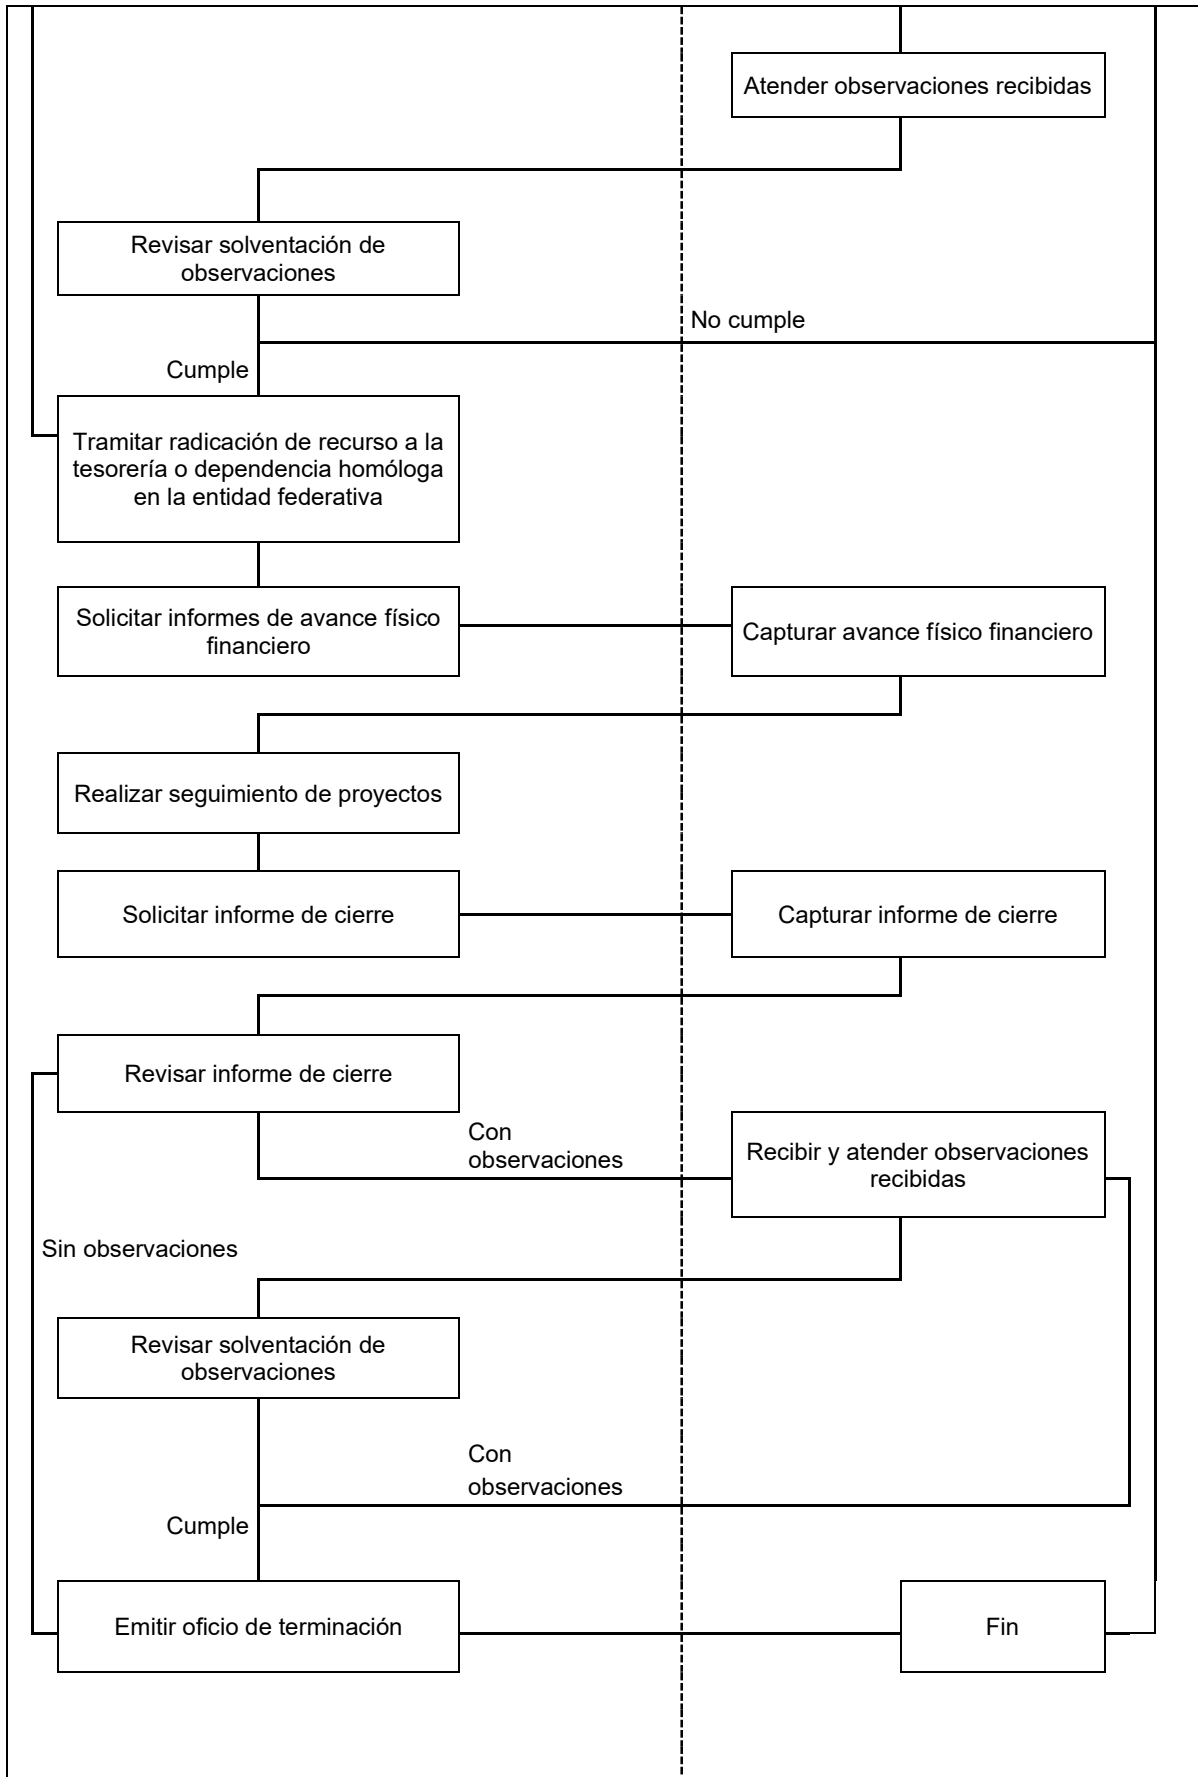 Atender observaciones recibidas
Revisar solventación de
observaciones
No cumple
Cumple
Tramitar radicación de recurso a la
tesorería o dependencia homóloga
en la entidad federativa
Solicitar informes de avance físico
financiero
Capturar avance físico financiero
Realizar seguimiento de proyectos
Solicitar informe de cierre
Capturar informe de cierre
Revisar informe de cierre
Con
observaciones
Recibir y atender observaciones
recibidas
Sin observaciones
Revisar solventación de
observaciones
Con
observaciones
Cumple
Emitir oficio de terminación
Fin